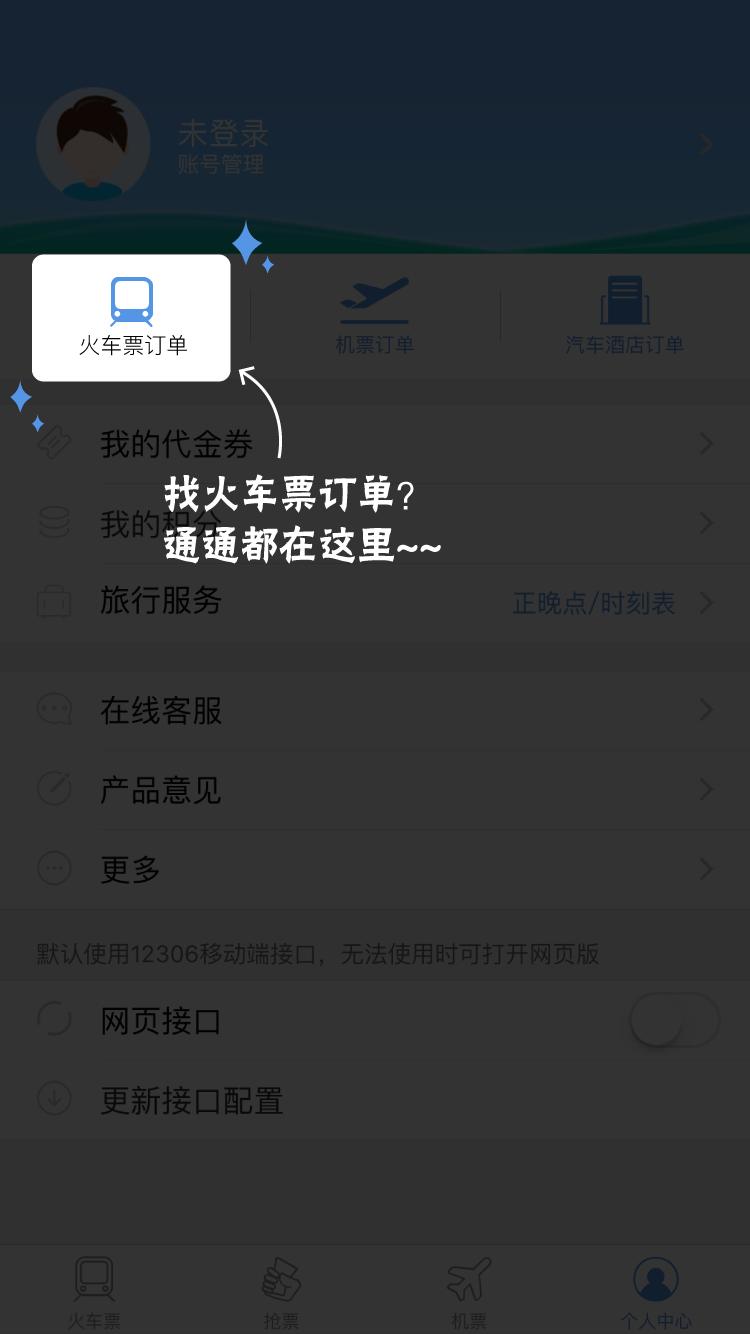 未登录
账号管理
火车票订单
机票订单
汽车酒店订单
我的代金券
找火车票订单?
我的积分
通通都在这里~~
旅行服务
正晚点/时刻表
在线客服
产品意见
更多
默认使用12306移动端接口，无法使用时可打开网页版
网页接口
更新接口配置
火车票
抢票
机票
个人中心